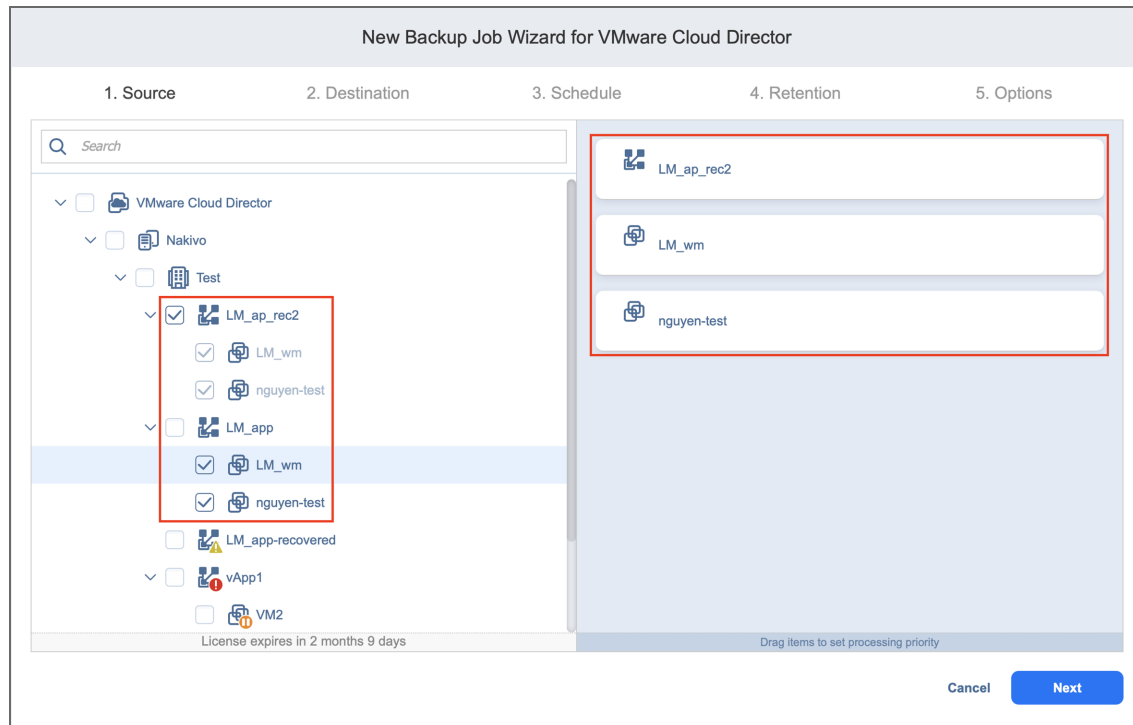 New Backup Job Wizard for VMware Cloud Director
1. Source
2. Destination
3. Schedule
4. Retention
5. Options
Search
VMware Cloud Director
Nakivo
Test
LM_ap_rec2
LM_wm
nguyen-test
LM_app
LM_wm
nguyen-test
LM_app-recovered
vApp1
VM2
License expires in 2 months 9 days
LM_ap_rec2
LM_wm
nguyen-test
Drag items to set processing priority
Cancel
Next